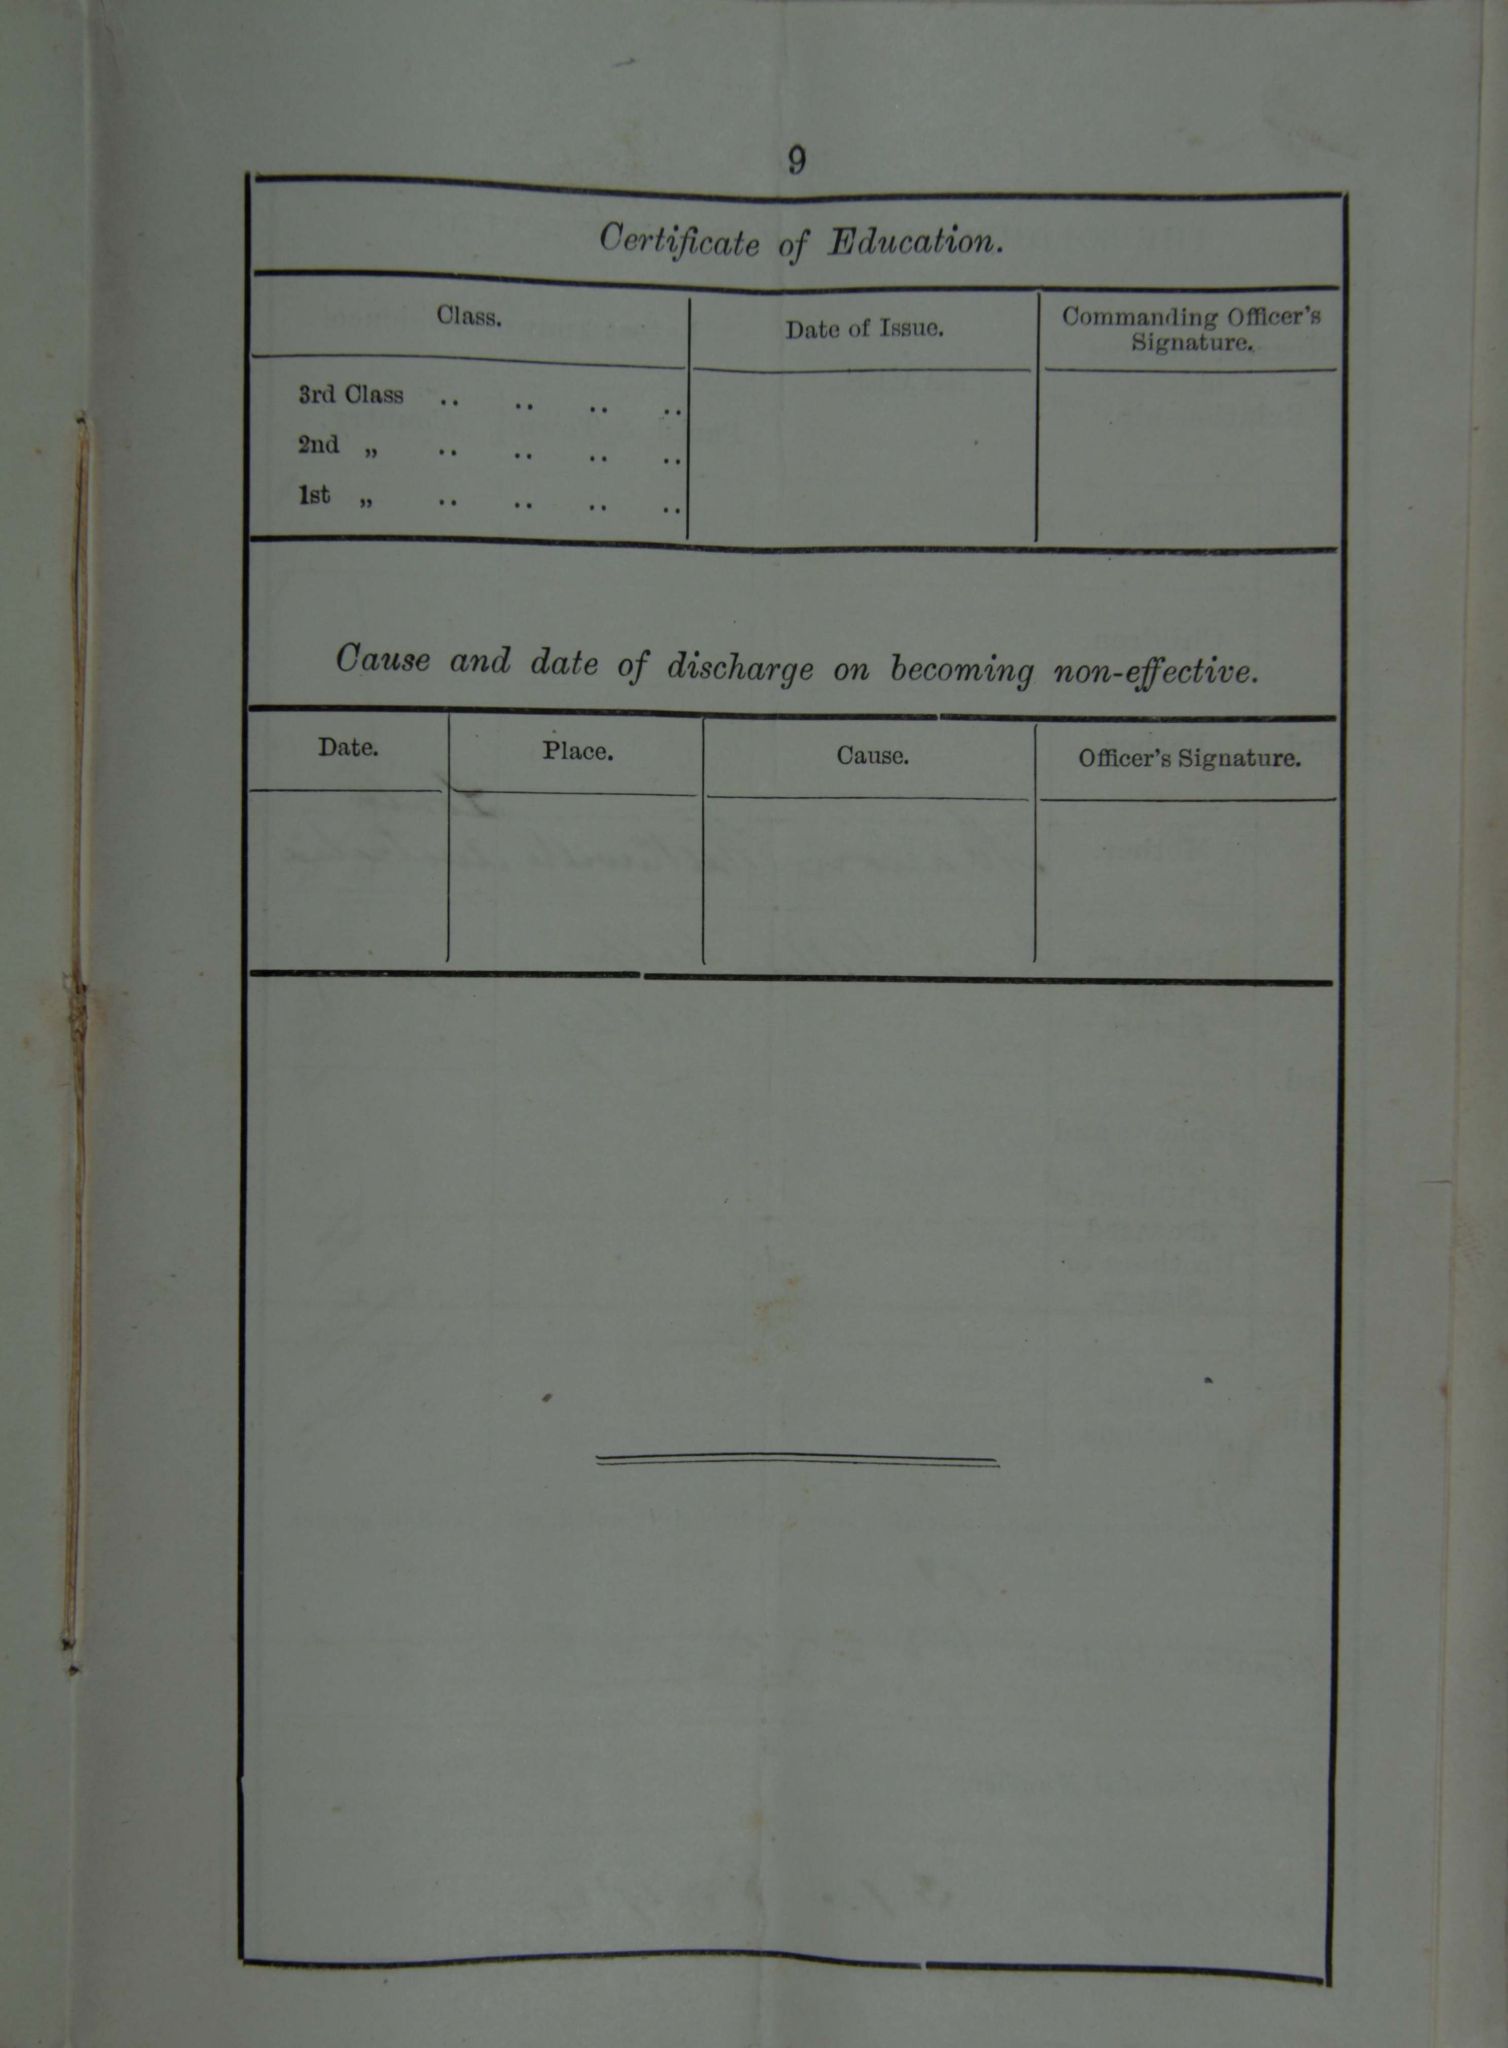 9
Certificate of Education.
Class. Date of Issue. Commanding Officer's
Signature.
3rd Class .. .. .. ..
2nd „ .. .. .. ..
1st „ .. .. .. ..
Cause and date of discharge on becoming non-effective.
Date. Place. Cause. Officer's Signature.